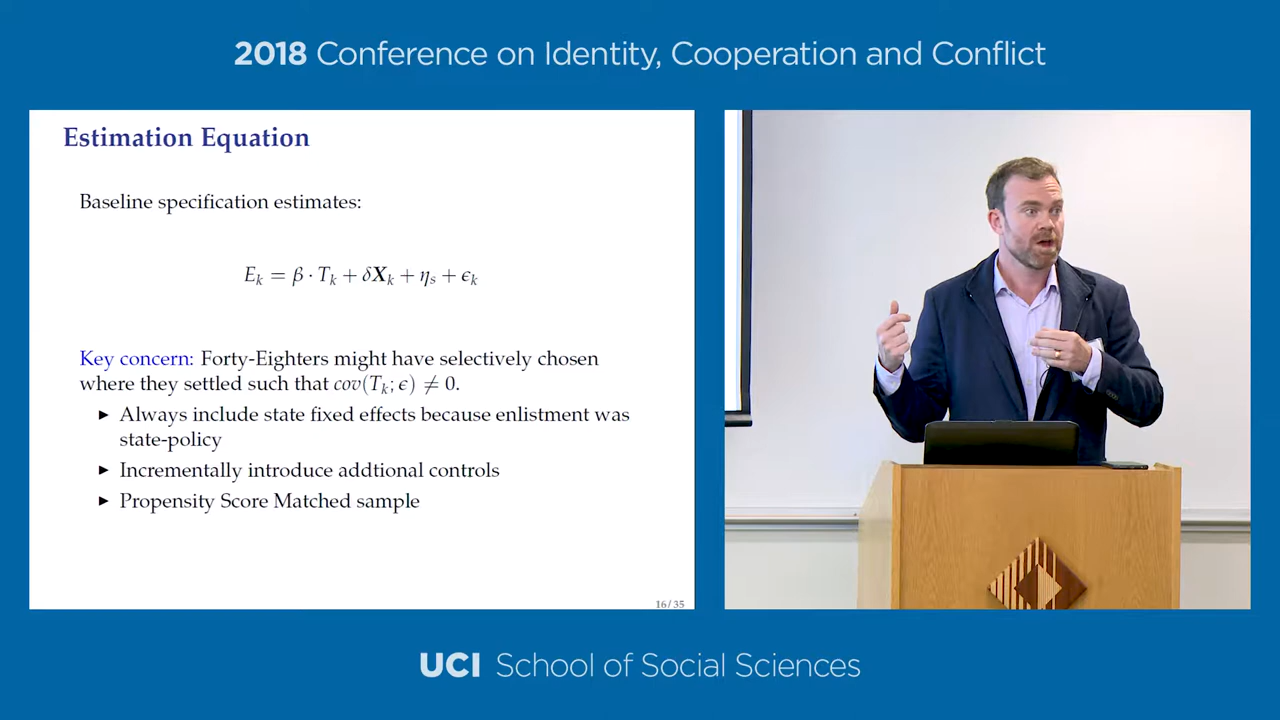 2018 Conference on Identity, Cooperation and Conflict
Estimation Equation
Baseline specification estimates:
E_k = β · T_k + δX_k + η_s + ϵ_k
Key concern: Forty-Eighters might have selectively chosen
where they settled such that cov(T_k; ϵ) ≠ 0.
▶ Always include state fixed effects because enlistment was
state-policy
▶ Incrementally introduce addtional controls
▶ Propensity Score Matched sample
16/35
UCI School of Social Sciences